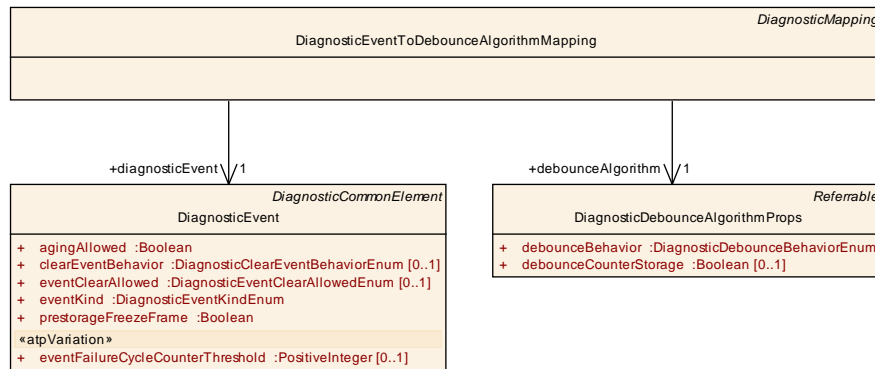 DiagnosticMapping
DiagnosticEventToDebounceAlgorithmMapping
+diagnosticEvent 1
+debounceAlgorithm 1
DiagnosticCommonElement
DiagnosticEvent
+ agingAllowed :Boolean
+ clearEventBehavior :DiagnosticClearEventBehaviorEnum [0..1]
+ eventClearAllowed :DiagnosticEventClearAllowedEnum [0..1]
+ eventKind :DiagnosticEventKindEnum
+ prestorageFreezeFrame :Boolean
«atpVariation»
+ eventFailureCycleCounterThreshold :PositiveInteger [0..1]
Referrable
DiagnosticDebounceAlgorithmProps
+ debounceBehavior :DiagnosticDebounceBehaviorEnum
+ debounceCounterStorage :Boolean [0..1]